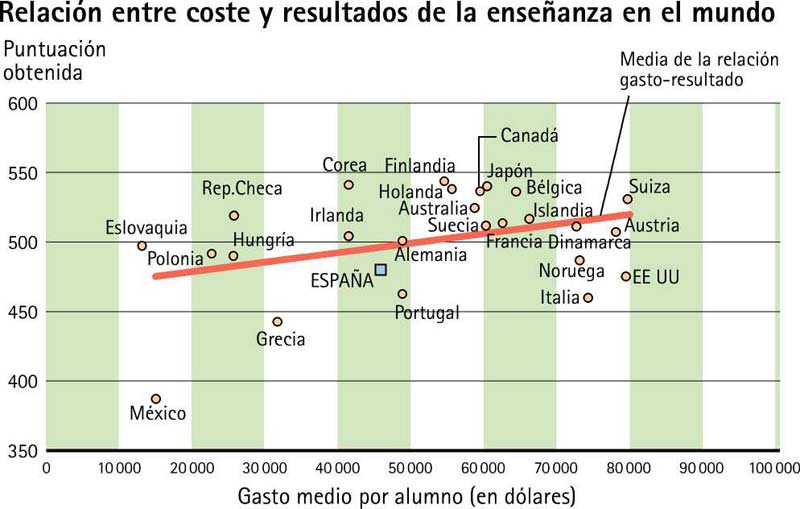 Relación entre coste y resultados de la enseñanza en el mundo
Puntuación
obtenida
Media de la relación
gasto-resultado
600
550
500
450
400
350
Canadá
Corea
Finlandia
Japón
Rep.Checa
Holanda
Bélgica
Suiza
Irlanda
Australia
Islandia
Eslovaquia
Suecia
Austria
Polonia
Hungría
Francia
Dinamarca
Alemania
ESPAÑA
Noruega
EE UU
Italia
Portugal
Grecia
México
0
10 000
20 000
30 000
40 000
50 000
60 000
70 000
80 000
90 000
100 000
Gasto medio por alumno (en dólares)